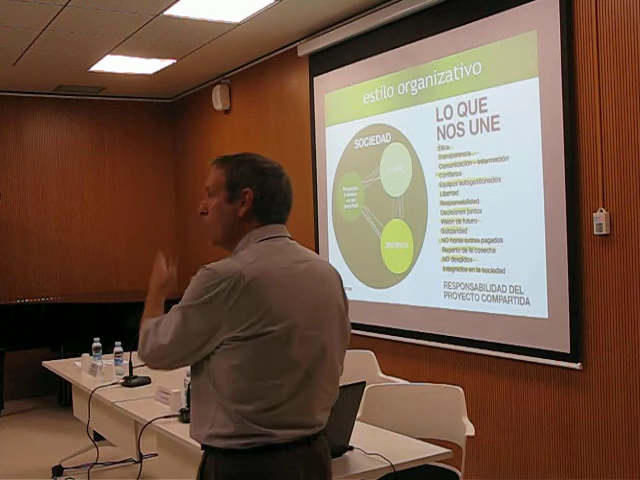 estilo organizativo
LO QUE
NOS UNE
SOCIEDAD
Ética
Transparencia
Comunicación - Información
Confianza
Equipos autogestionados
Libertad
Responsabilidad
Decisiones juntos
Visión de futuro
Solidaridad
NO horas extras pagadas
Reparto de la cosecha
NO despidos
Integrados en la sociedad
RESPONSABILIDAD DEL
PROYECTO COMPARTIDA